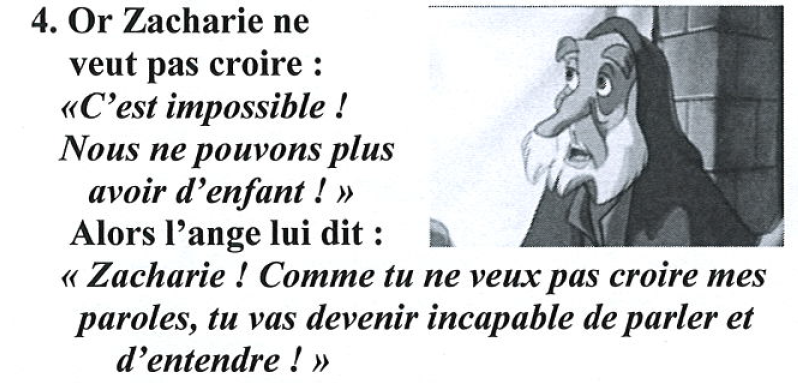 4. Or Zacharie ne
veut pas croire :
«C’est impossible !
Nous ne pouvons plus
avoir d’enfant ! »
Alors l’ange lui dit :
« Zacharie ! Comme tu ne veux pas croire mes
paroles, tu vas devenir incapable de parler et
d’entendre ! »